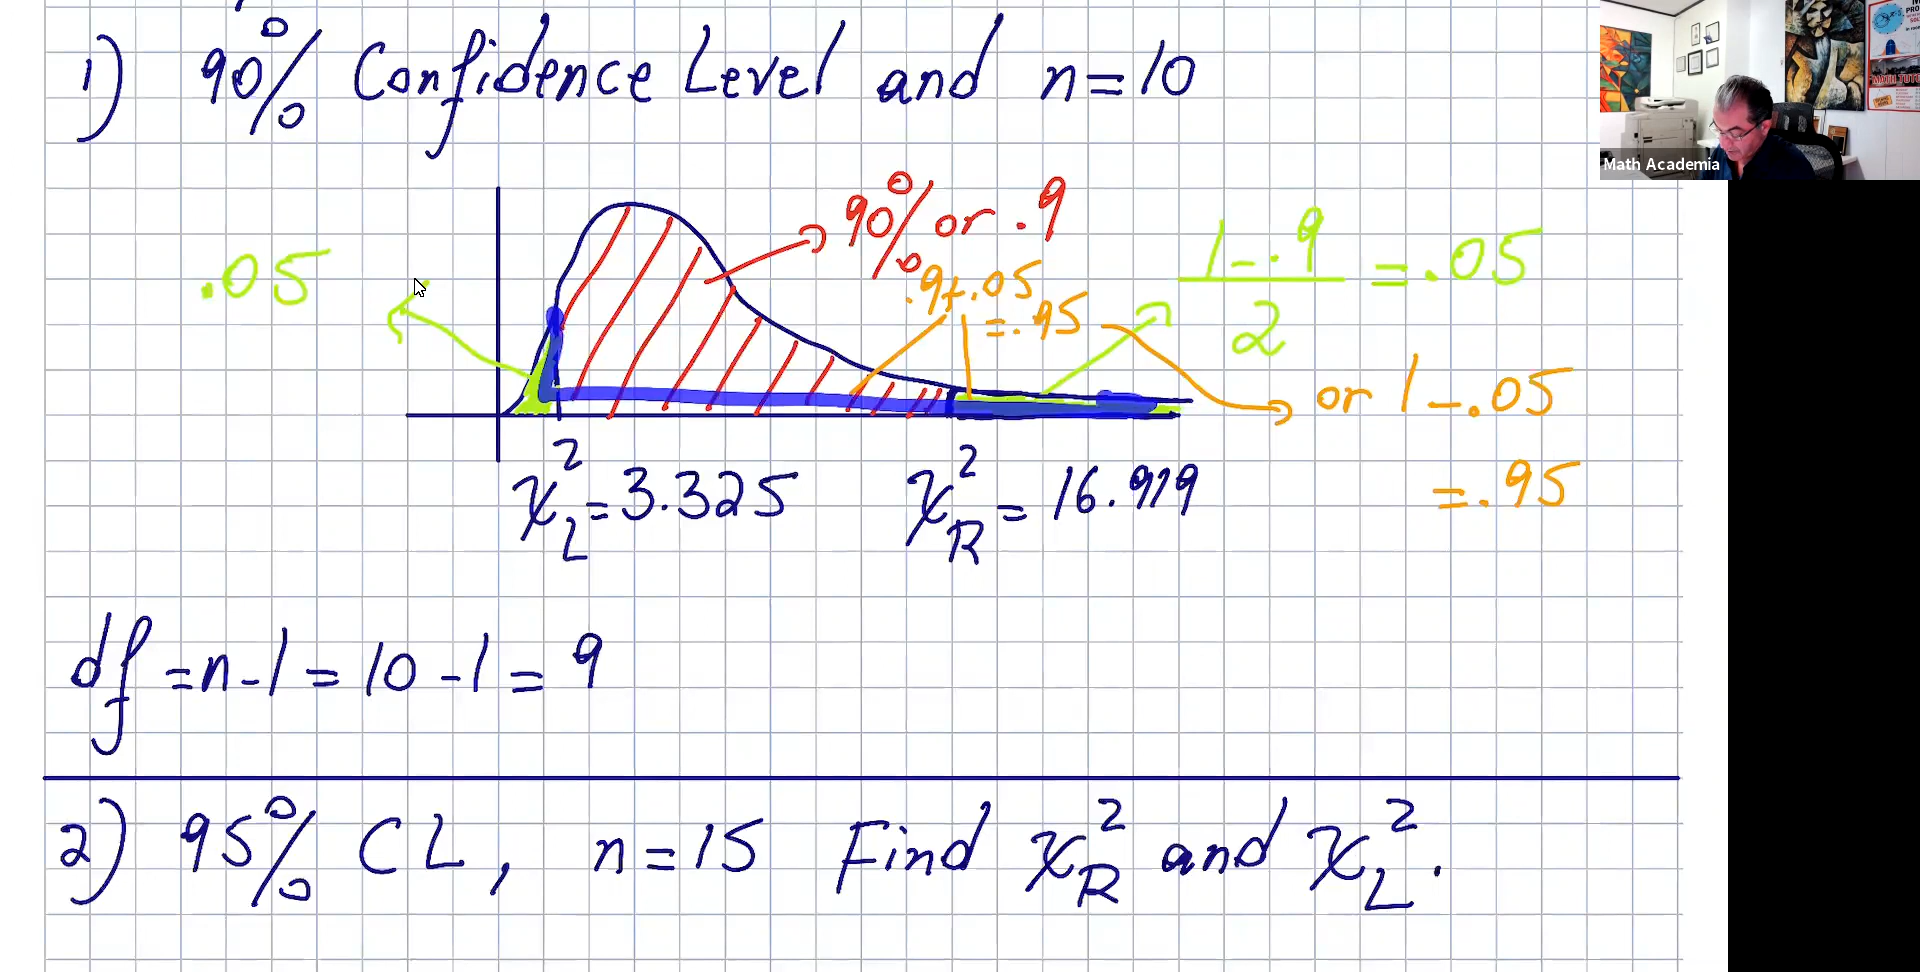 1) 90% Confidence Level and n=10
90% or .9
.05
.9+.05
=.95
1-.9/2 = .05
or 1-.05
=.95
χ²L = 3.325 χ²R = 16.919
df = n-1 = 10-1 = 9
2) 95% CL, n=15 Find χ²R and χ²L.
Math Academia